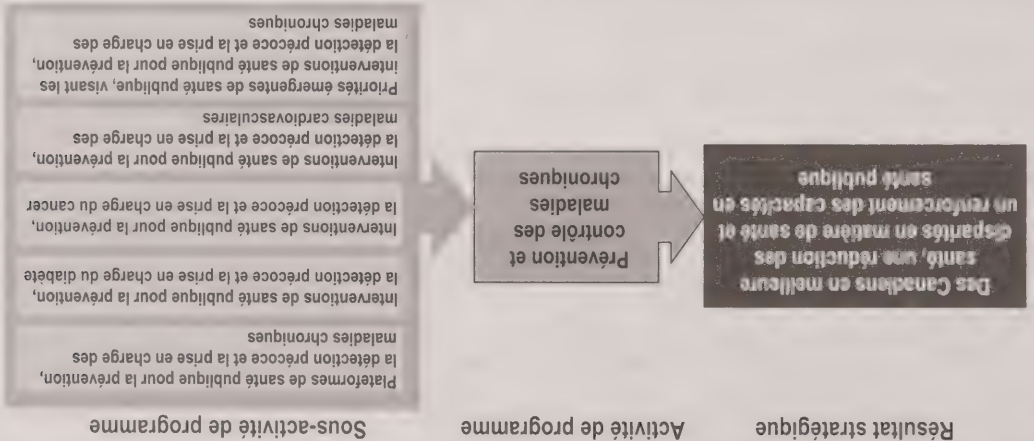 Résultat stratégique
Activité de programme
Sous-activité de programme
Des Canadiens en meilleure
santé, une réduction des
disparités en matière de santé et
un renforcement des capacités en
santé publique
Prévention et
contrôle des
maladies
chroniques
Plateformes de santé publique pour la prévention,
la détection précoce et la prise en charge des
maladies chroniques
Interventions de santé publique pour la prévention,
la détection précoce et la prise en charge du diabète
Interventions de santé publique pour la prévention,
la détection précoce et la prise en charge du cancer
Interventions de santé publique pour la prévention,
la détection précoce et la prise en charge des
maladies cardiovasculaires
Priorités émergentes de santé publique, visant les
interventions de santé publique pour la prévention,
la détection précoce et la prise en charge des
maladies chroniques